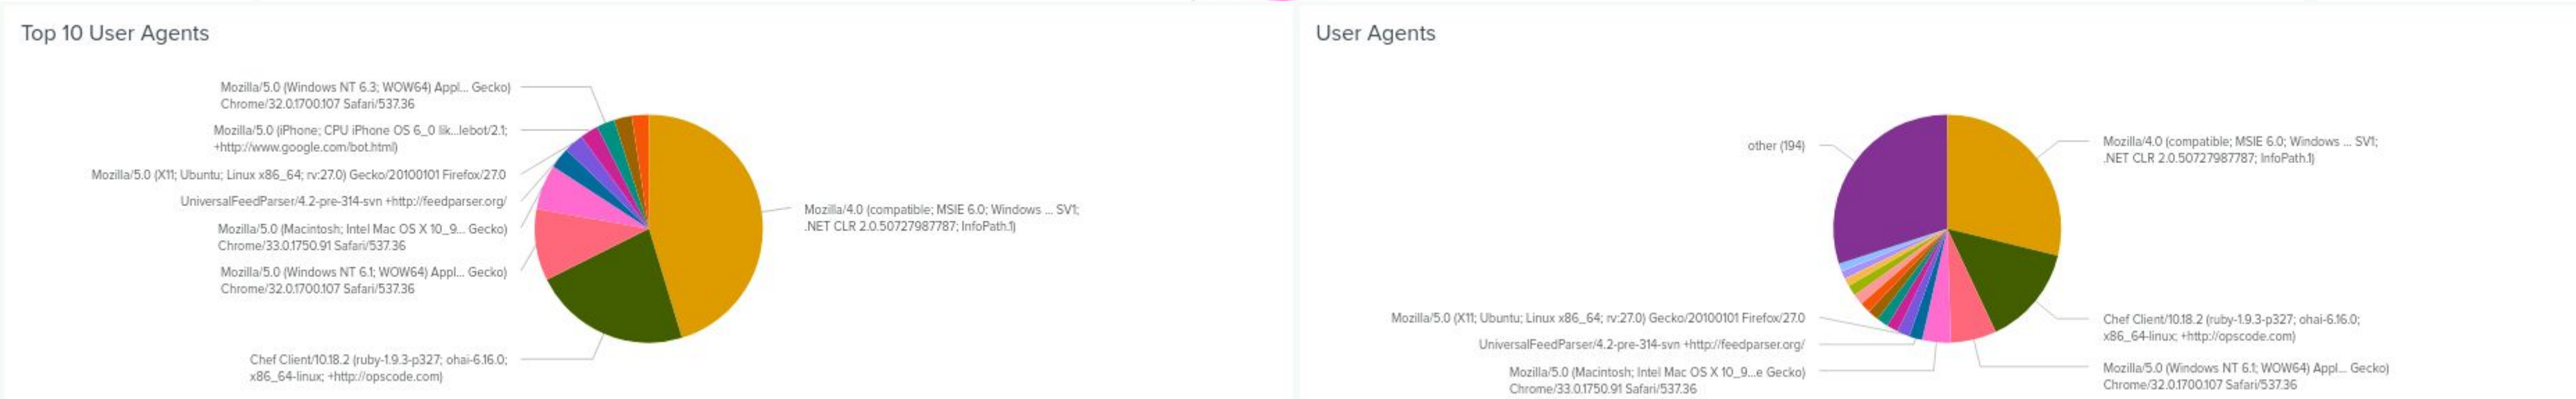 Top 10 User Agents
Mozilla/5.0 (Windows NT 6.3; WOW64) Appl... Gecko)
Chrome/32.0.1700.107 Safari/537.36
Mozilla/5.0 (iPhone; CPU iPhone OS 6_0 lik...lebot/2.1;
+http://www.google.com/bot.html)
Mozilla/5.0 (X11; Ubuntu; Linux x86_64; rv:27.0) Gecko/20100101 Firefox/27.0
UniversalFeedParser/4.2-pre-314-svn +http://feedparser.org/
Mozilla/5.0 (Macintosh; Intel Mac OS X 10_9... Gecko)
Chrome/33.0.1750.91 Safari/537.36
Mozilla/5.0 (Windows NT 6.1; WOW64) Appl... Gecko)
Chrome/32.0.1700.107 Safari/537.36
Chef Client/10.18.2 (ruby-1.9.3-p327; ohai-6.16.0;
x86_64-linux; +http://opscode.com)
Mozilla/4.0 (compatible; MSIE 6.0; Windows ... SV1;
.NET CLR 2.0.50727987787; InfoPath.1)
User Agents
other (194)
Mozilla/5.0 (X11; Ubuntu; Linux x86_64; rv:27.0) Gecko/20100101 Firefox/27.0
UniversalFeedParser/4.2-pre-314-svn +http://feedparser.org/
Mozilla/5.0 (Macintosh; Intel Mac OS X 10_9...e Gecko)
Chrome/33.0.1750.91 Safari/537.36
Mozilla/4.0 (compatible; MSIE 6.0; Windows ... SV1;
.NET CLR 2.0.50727987787; InfoPath.1)
Chef Client/10.18.2 (ruby-1.9.3-p327; ohai-6.16.0;
x86_64-linux; +http://opscode.com)
Mozilla/5.0 (Windows NT 6.1; WOW64) Appl... Gecko)
Chrome/32.0.1700.107 Safari/537.36